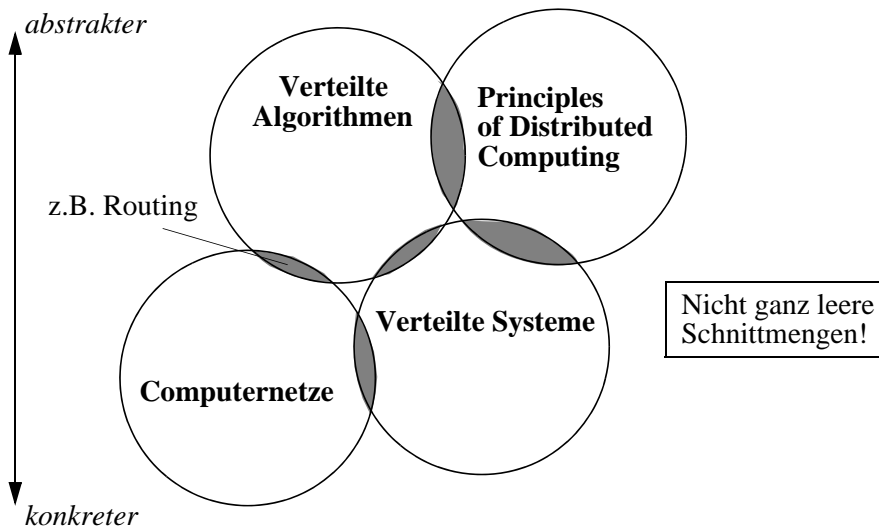 abstrakter
Verteilte
Algorithmen
Principles
of Distributed
Computing
z.B. Routing
Verteilte Systeme
Nicht ganz leere
Schnittmengen!
Computernetze
konkreter